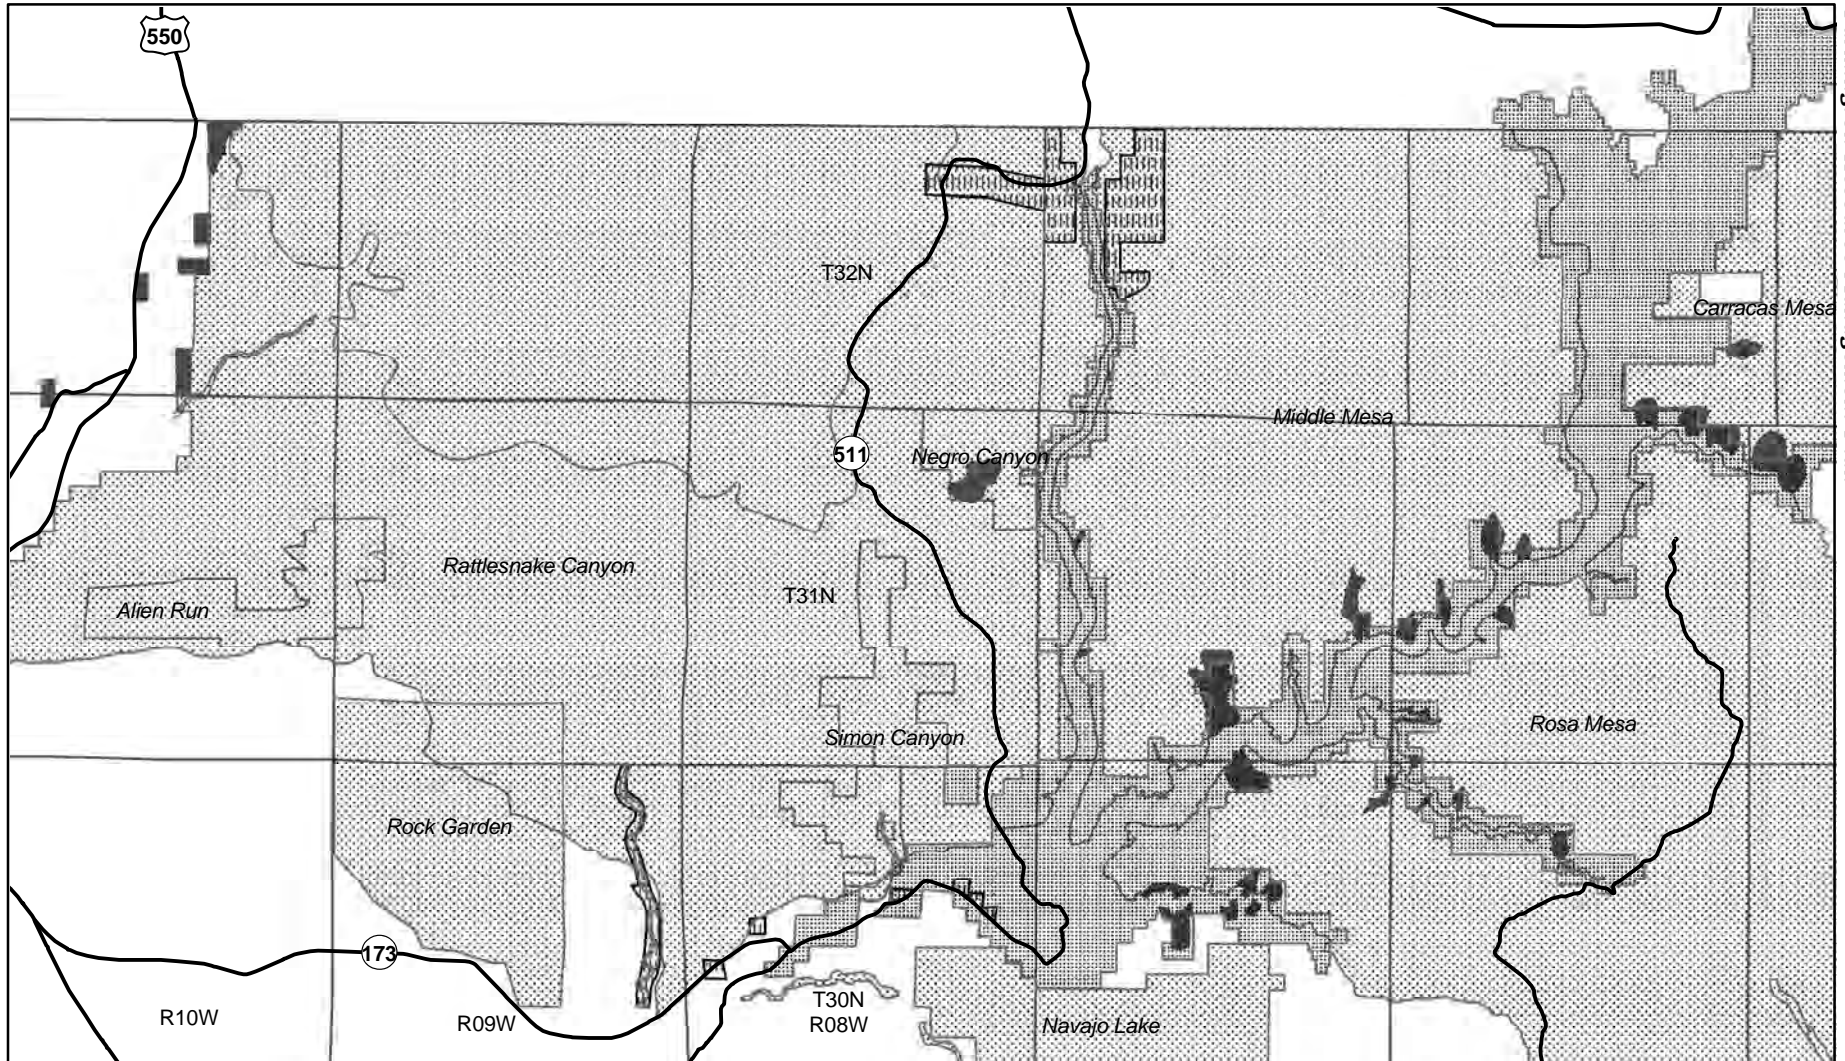 550
T32N
Carracas Mesa
Middle Mesa
511
Negro Canyon
Rattlesnake Canyon
T31N
Alien Run
Simon Canyon
Rosa Mesa
Rock Garden
173
T30N
R10W
R09W
R08W
Navajo Lake